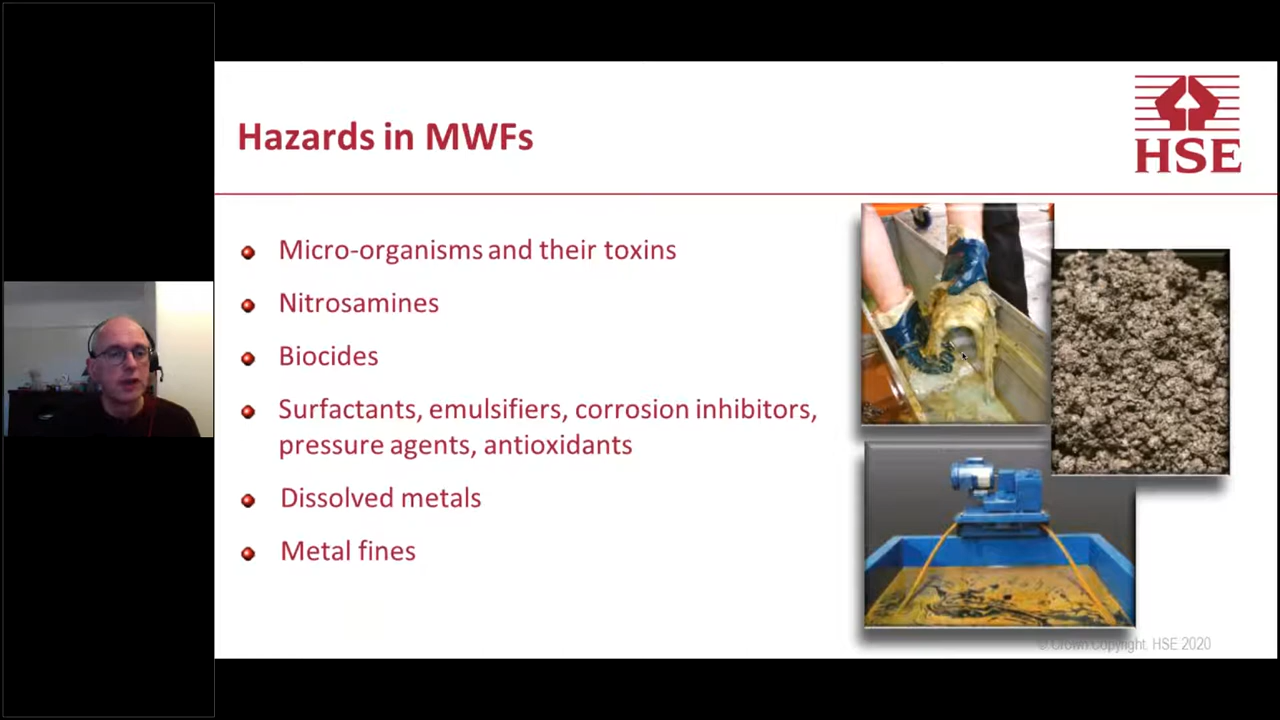 Hazards in MWFs
HSE
Micro-organisms and their toxins
Nitrosamines
Biocides
Surfactants, emulsifiers, corrosion inhibitors,
pressure agents, antioxidants
Dissolved metals
Metal fines
© Crown Copyright, HSE 2020